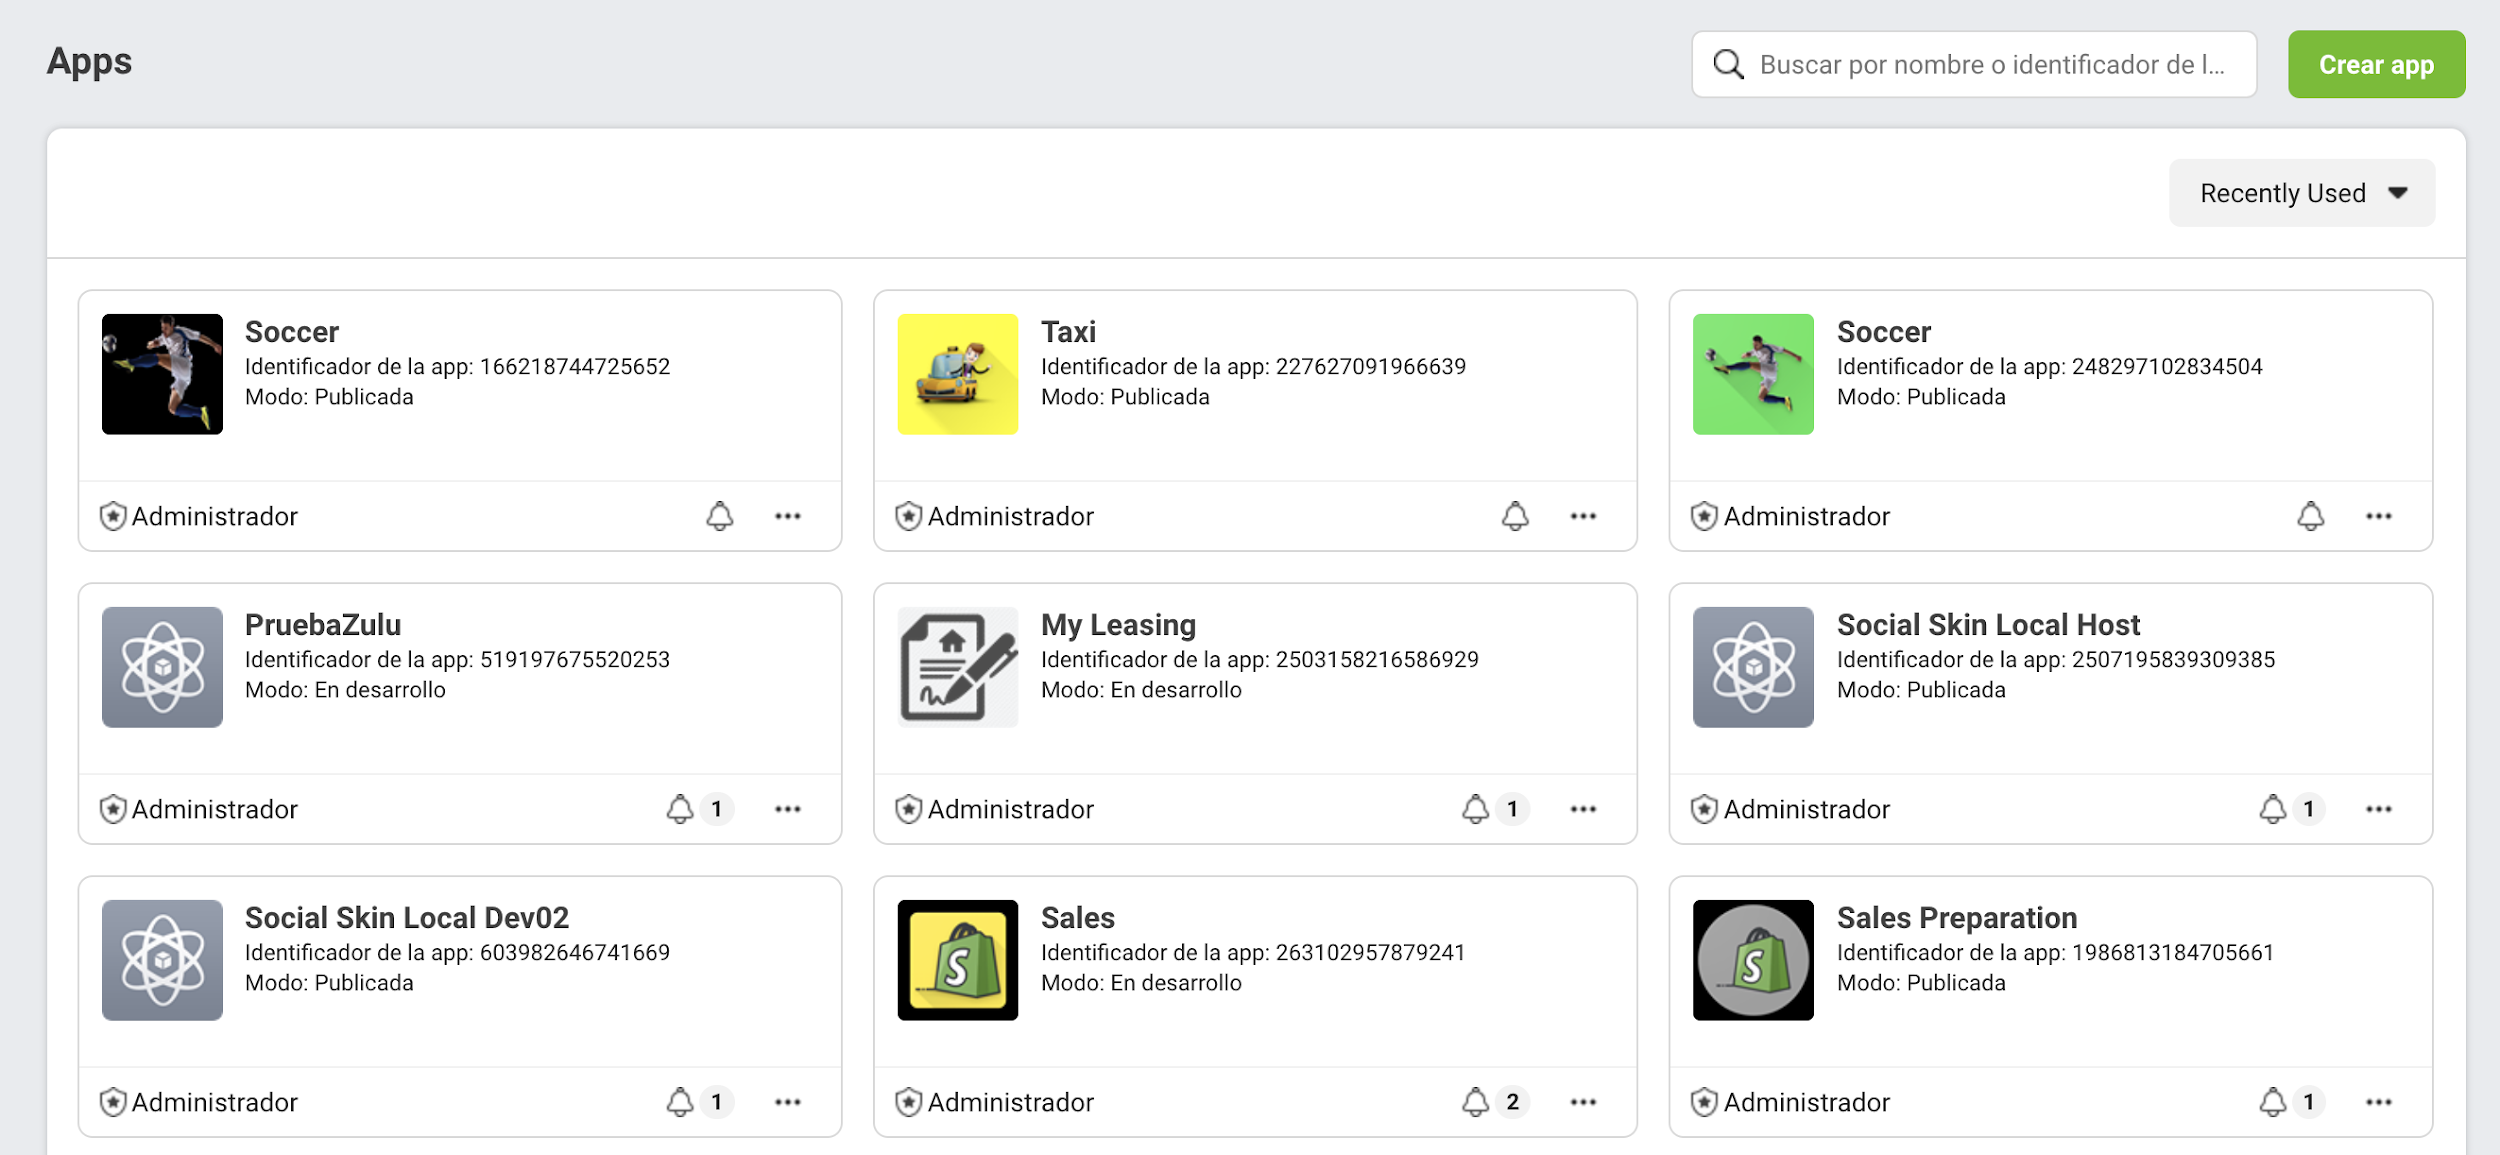 Apps
Buscar por nombre o identificador de l...
Crear app
Recently Used
Soccer
Identificador de la app: 166218744725652
Modo: Publicada
Administrador
Taxi
Identificador de la app: 227627091966639
Modo: Publicada
Administrador
Soccer
Identificador de la app: 248297102834504
Modo: Publicada
Administrador
PruebaZulu
Identificador de la app: 519197675520253
Modo: En desarrollo
Administrador
1
My Leasing
Identificador de la app: 2503158216586929
Modo: En desarrollo
Administrador
1
Social Skin Local Host
Identificador de la app: 2507195839309385
Modo: Publicada
Administrador
1
Social Skin Local Dev02
Identificador de la app: 603982646741669
Modo: Publicada
Administrador
1
S
Sales
Identificador de la app: 263102957879241
Modo: En desarrollo
Administrador
2
S
Sales Preparation
Identificador de la app: 1986813184705661
Modo: Publicada
Administrador
1